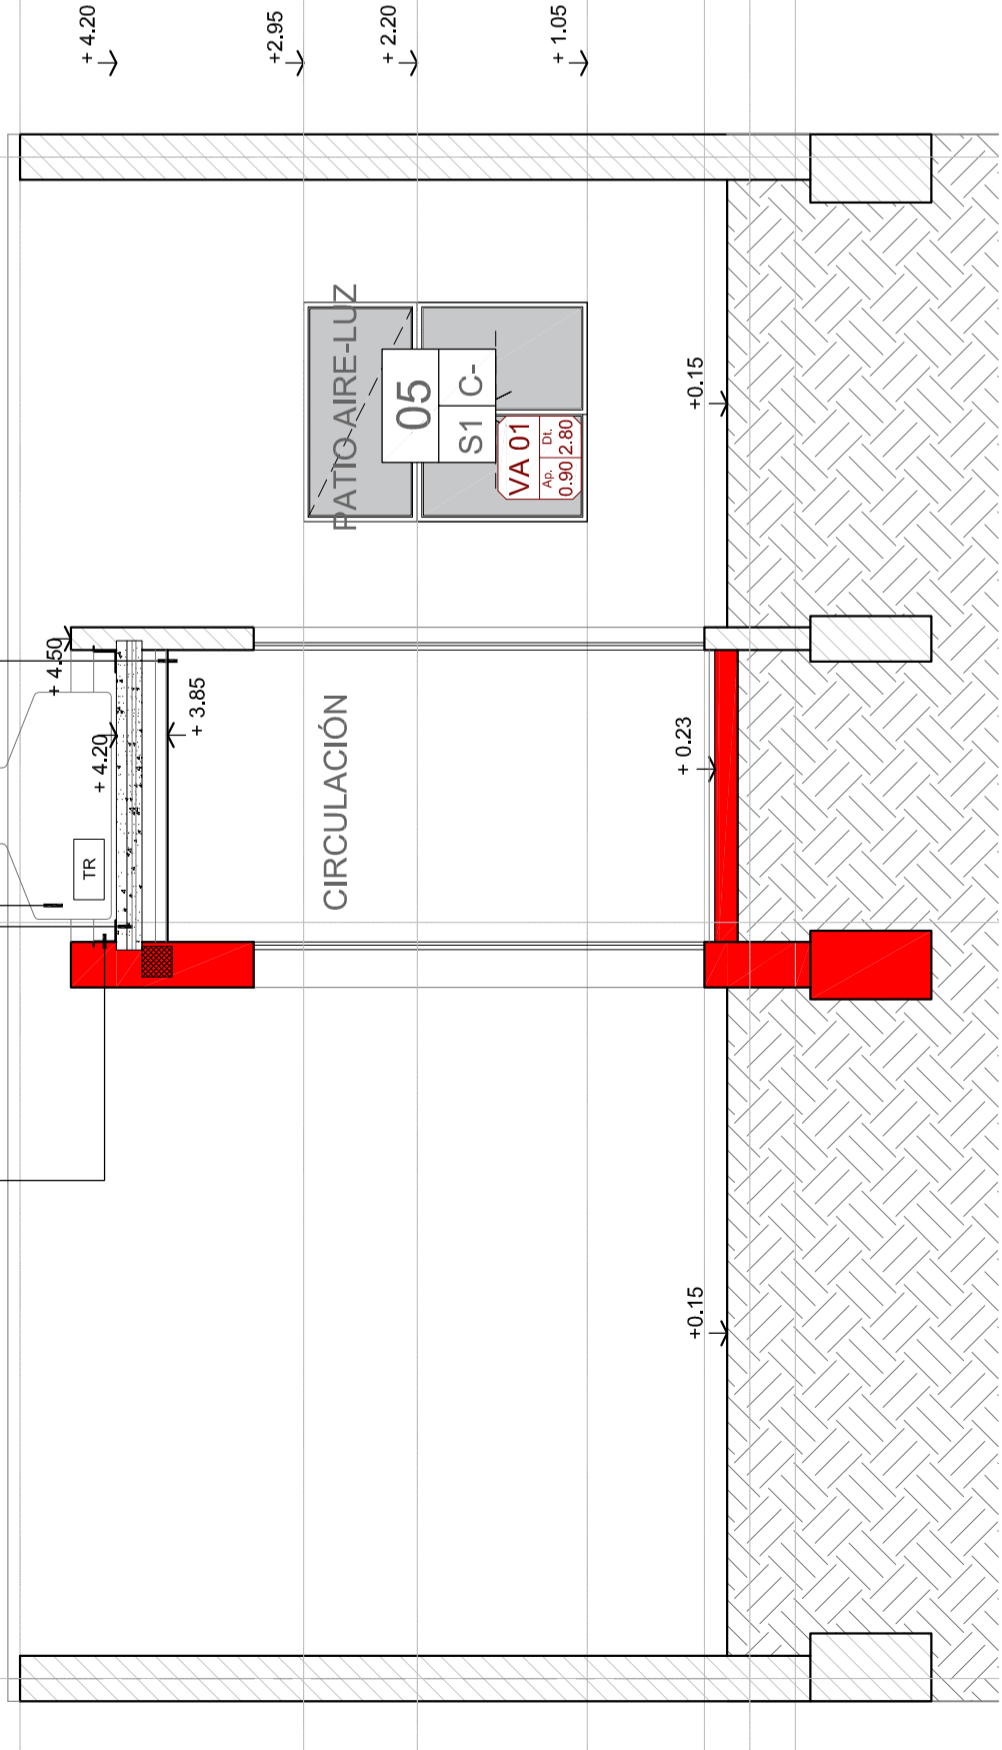 + 4.20
+2.95
+ 2.20
+ 1.05
PATIO AIRE-LUZ
05
S1
C-
VA 01
Ap.
Dt.
0.90
2.80
+0.15
+ 4.50
+ 4.20
+ 3.85
TR
CIRCULACIÓN
+ 0.23
+0.15